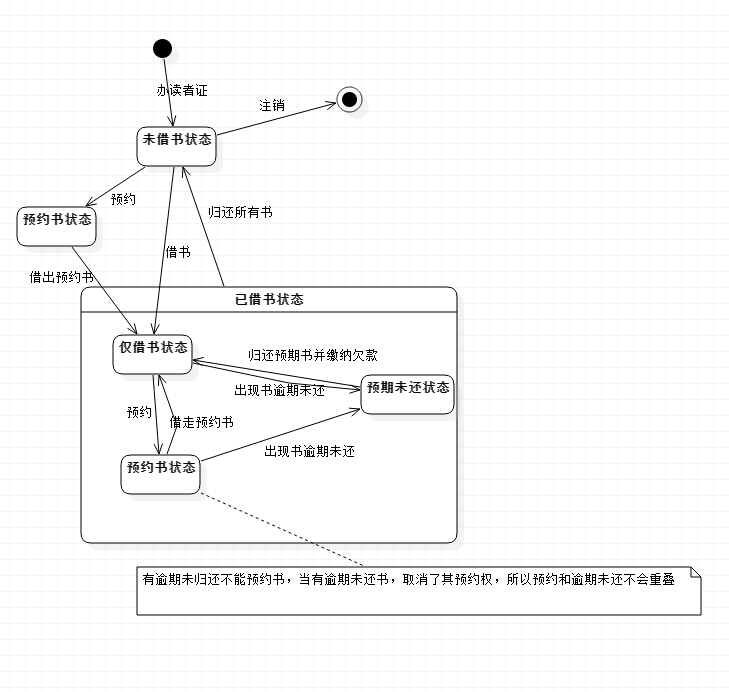 办读者证
注销
未借书状态
预约
预约书状态
归还所有书
借书
借出预约书
已借书状态
仅借书状态
归还预期书并缴纳欠款
出现书逾期未还
预期未还状态
预约
借走预约书
出现书逾期未还
预约书状态
有逾期未归还不能预约书，当有逾期未还书，取消了其预约权，所以预约和逾期未还不会重叠